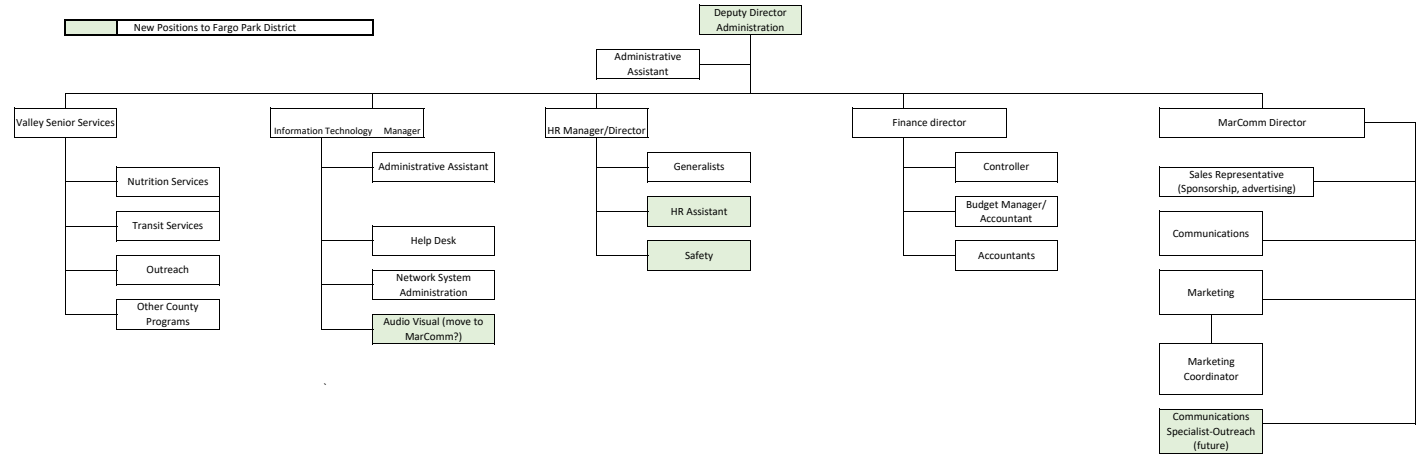 New Positions to Fargo Park District
Deputy Director
Administration
Administrative
Assistant
Valley Senior Services
Information Technology Manager
HR Manager/Director
Finance director
MarComm Director
Nutrition Services
Transit Services
Outreach
Other County
Programs
Administrative Assistant
Help Desk
Network System
Administration
Audio Visual (move to
MarComm?)
Generalists
HR Assistant
Safety
Controller
Budget Manager/
Accountant
Accountants
Sales Representative
(Sponsorship, advertising)
Communications
Marketing
Marketing
Coordinator
Communications
Specialist-Outreach
(future)
`